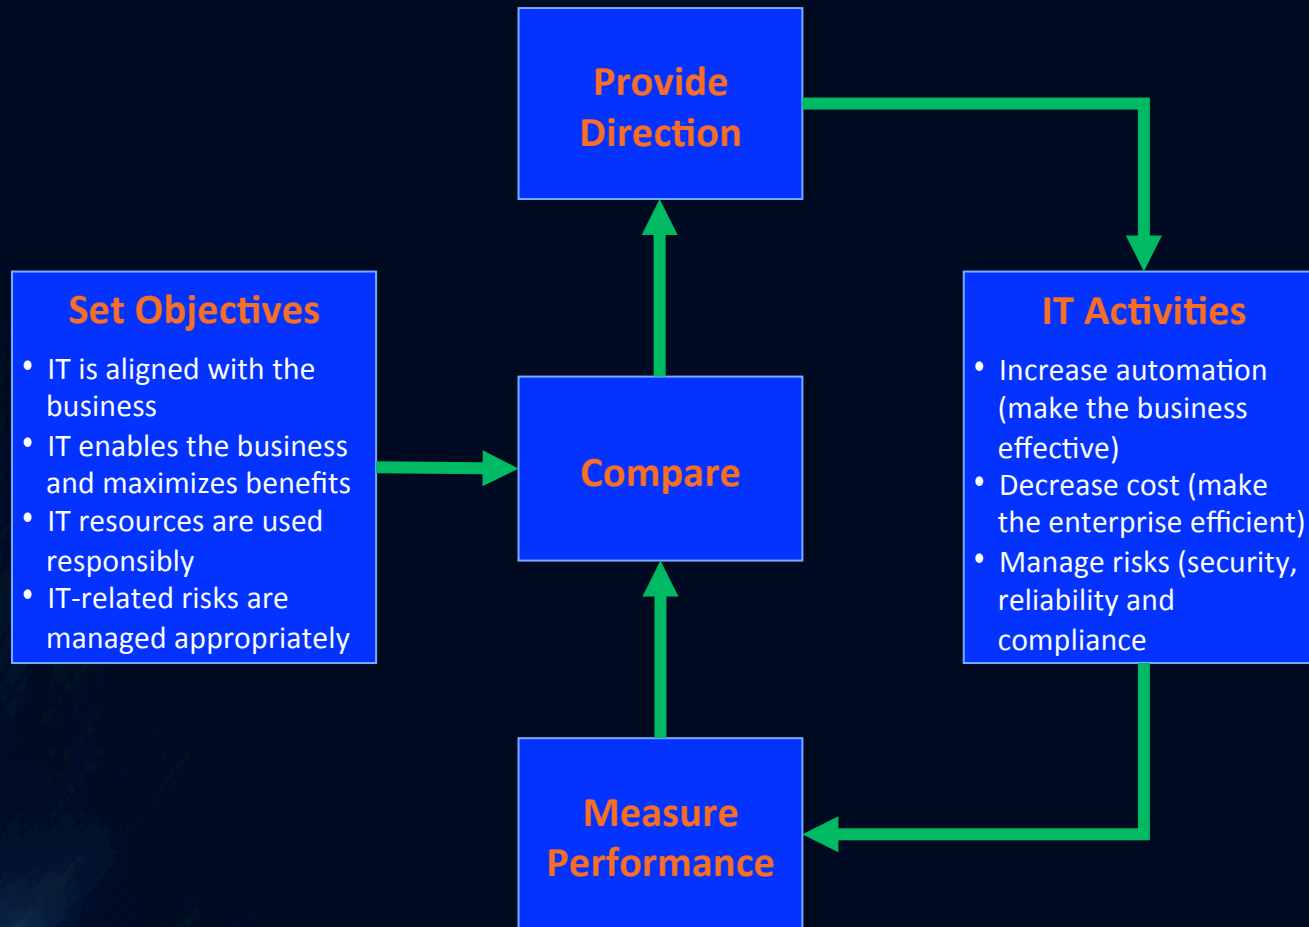 Provide
Direction
Set Objectives
• IT is aligned with the
business
• IT enables the business
and maximizes benefits
• IT resources are used
responsibly
• IT-related risks are
managed appropriately
Compare
IT Activities
• Increase automation
(make the business
effective)
• Decrease cost (make
the enterprise efficient)
• Manage risks (security,
reliability and
compliance
Measure
Performance